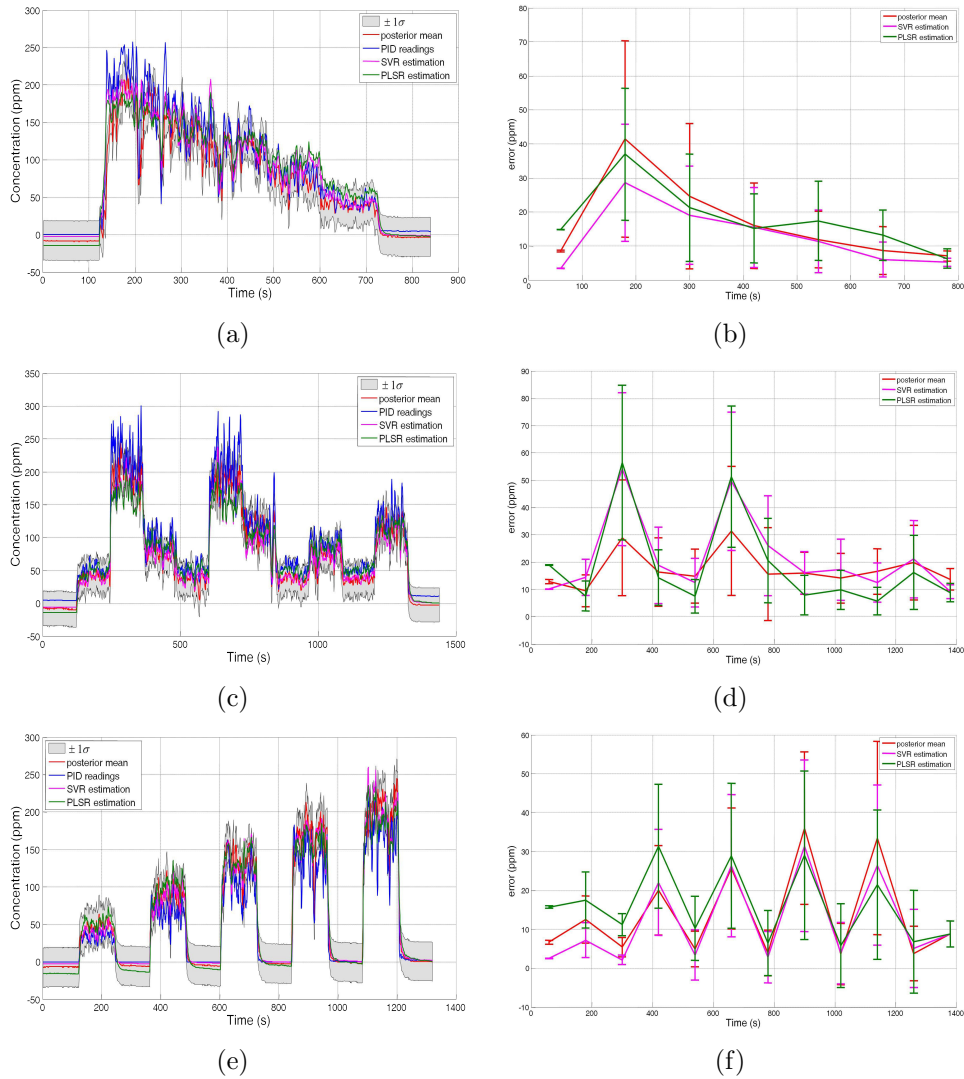 300
250
200
150
100
50
0
-50
0 100 200 300 400 500 600 700 800 900
Concentration (ppm)
Time (s)
± 1σ
posterior mean
PID readings
SVR estimation
PLSR estimation
(a)
80
70
60
50
40
30
20
10
0
0 100 200 300 400 500 600 700 800
error (ppm)
Time (s)
posterior mean
SVR estimation
PLSR estimation
(b)
350
300
250
200
150
100
50
0
-50
0 500 1000 1500
Concentration (ppm)
Time (s)
± 1σ
posterior mean
PID readings
SVR estimation
PLSR estimation
(c)
90
80
70
60
50
40
30
20
10
0
-10
0 200 400 600 800 1000 1200 1400
error (ppm)
Time (s)
posterior mean
SVR estimation
PLSR estimation
(d)
300
250
200
150
100
50
0
-50
0 200 400 600 800 1000 1200 1400
Concentration (ppm)
Time (s)
± 1σ
posterior mean
PID readings
SVR estimation
PLSR estimation
(e)
60
50
40
30
20
10
0
-10
0 200 400 600 800 1000 1200 1400
error (ppm)
Time (s)
posterior mean
SVR estimation
PLSR estimation
(f)